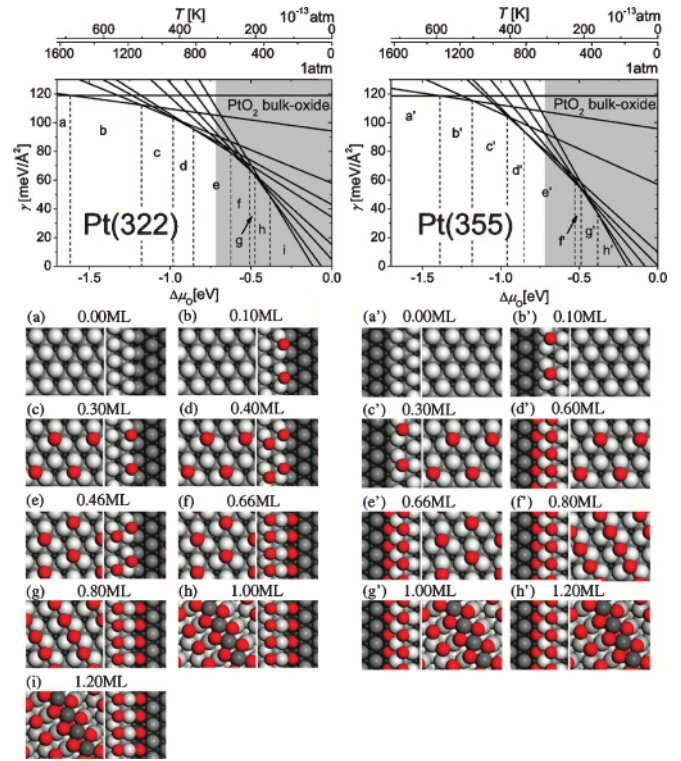 T [K] 10⁻¹³atm
600 400 200 0
1600 1200 800 400 0
1atm
120
100
80
60
40
20
0
γ [meV/Å²]
PtO₂ bulk-oxide
a b c d e f g h i
Pt(322)
-1.5 -1.0 -0.5 0.0
Δμ_O[eV]
T [K] 10⁻¹³atm
600 400 200 0
1600 1200 800 400 0
1atm
120
100
80
60
40
20
0
γ [meV/Å²]
PtO₂ bulk-oxide
a' b' c' d' e' f' g' h'
Pt(355)
-1.5 -1.0 -0.5 0.0
Δμ_O[eV]
(a) 0.00ML
(b) 0.10ML
(a') 0.00ML
(b') 0.10ML
(c) 0.30ML
(d) 0.40ML
(c') 0.30ML
(d') 0.60ML
(e) 0.46ML
(f) 0.66ML
(e') 0.66ML
(f') 0.80ML
(g) 0.80ML
(h) 1.00ML
(g') 1.00ML
(h') 1.20ML
(i) 1.20ML